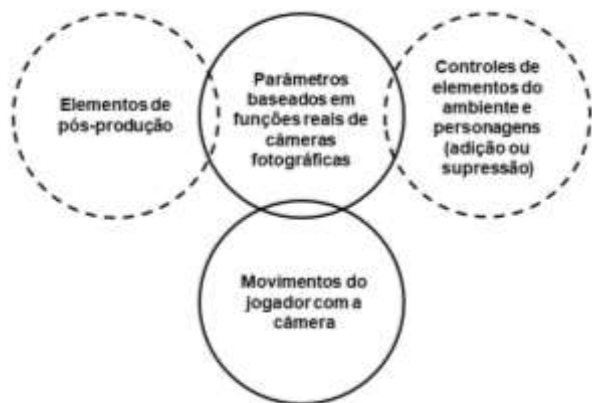 Elementos de
pós-produção
Parâmetros
baseados em
funções reais de
câmeras
fotográficas
Controles de
elementos do
ambiente e
personagens
(adição ou
supressão)
Movimentos do
jogador com a
câmera